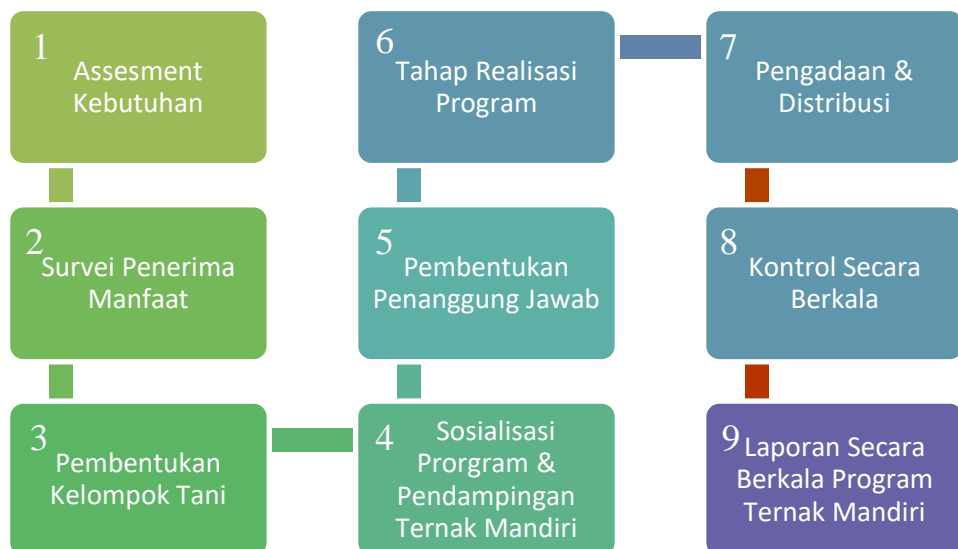 1
Assesment
Kebutuhan
2
Survei Penerima
Manfaat
3
Pembentukan
Kelompok Tani
4
Sosialisasi
Prorgram &
Pendampingan
Ternak Mandiri
5
Pembentukan
Penanggung Jawab
6
Tahap Realisasi
Program
7
Pengadaan &
Distribusi
8
Kontrol Secara
Berkala
9
Laporan Secara
Berkala Program
Ternak Mandiri